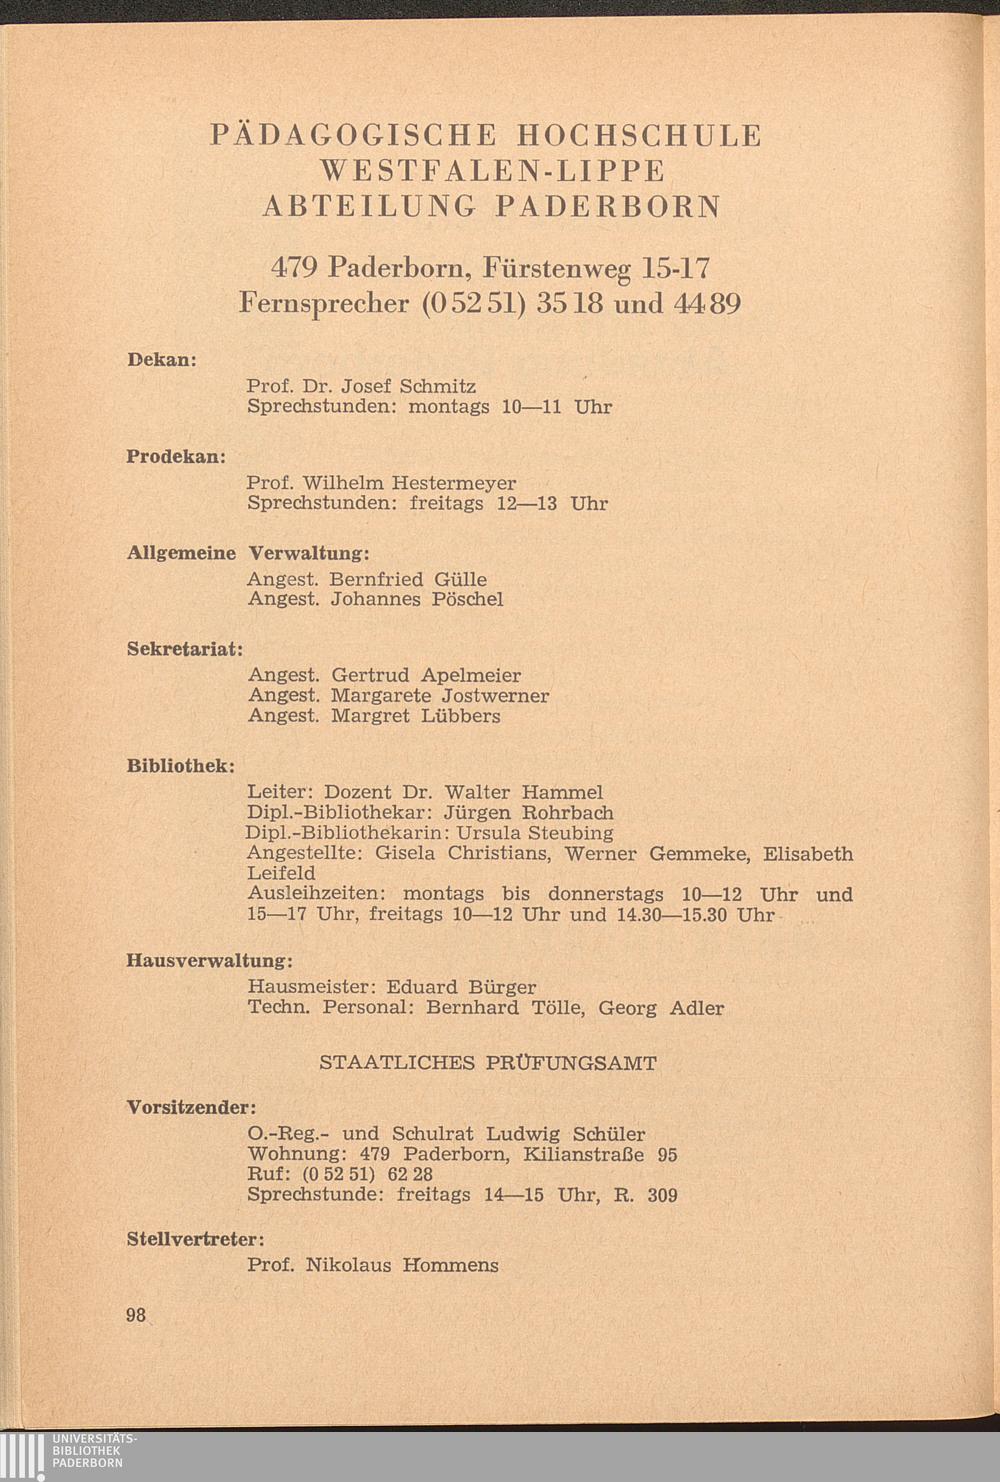 PÄDAGOGISCHE HOCHSCHULE
WESTFALEN-LIPPE
ABTEILUNG PADERBORN
479 Paderborn, Fürstenweg 15-17
Fernsprecher (0 52 51) 35 18 und 44 89
Dekan:
Prof. Dr. Josef Schmitz
Sprechstunden: montags 10—11 Uhr
Prodekan:
Prof. Wilhelm Hestermeyer
Sprechstunden: freitags 12—13 Uhr
Allgemeine Verwaltung:
Angest. Bernfried Gülle
Angest. Johannes Pöschel
Sekretariat:
Angest. Gertrud Apelmeier
Angest. Margarete Jostwerner
Angest. Margret Lübbers
Bibliothek:
Leiter: Dozent Dr. Walter Hammel
Dipl.-Bibliothekar: Jürgen Rohrbach
Dipl.-Bibliothekarin: Ursula Steubing
Angestellte: Gisela Christians, Werner Gemmeke, Elisabeth
Leifeld
Ausleihzeiten: montags bis donnerstags 10—12 Uhr und
15—17 Uhr, freitags 10—12 Uhr und 14.30—15.30 Uhr
Hausverwaltung:
Hausmeister: Eduard Bürger
Techn. Personal: Bernhard Tölle, Georg Adler
STAATLICHES PRÜFUNGSAMT
Vorsitzender:
O.-Reg.- und Schulrat Ludwig Schüler
Wohnung: 479 Paderborn, Kilianstraße 95
Ruf: (0 52 51) 62 28
Sprechstunde: freitags 14—15 Uhr, R. 309
Stellvertreter:
Prof. Nikolaus Hommens
98
UNIVERSITÄTS-
BIBLIOTHEK
PADERBORN